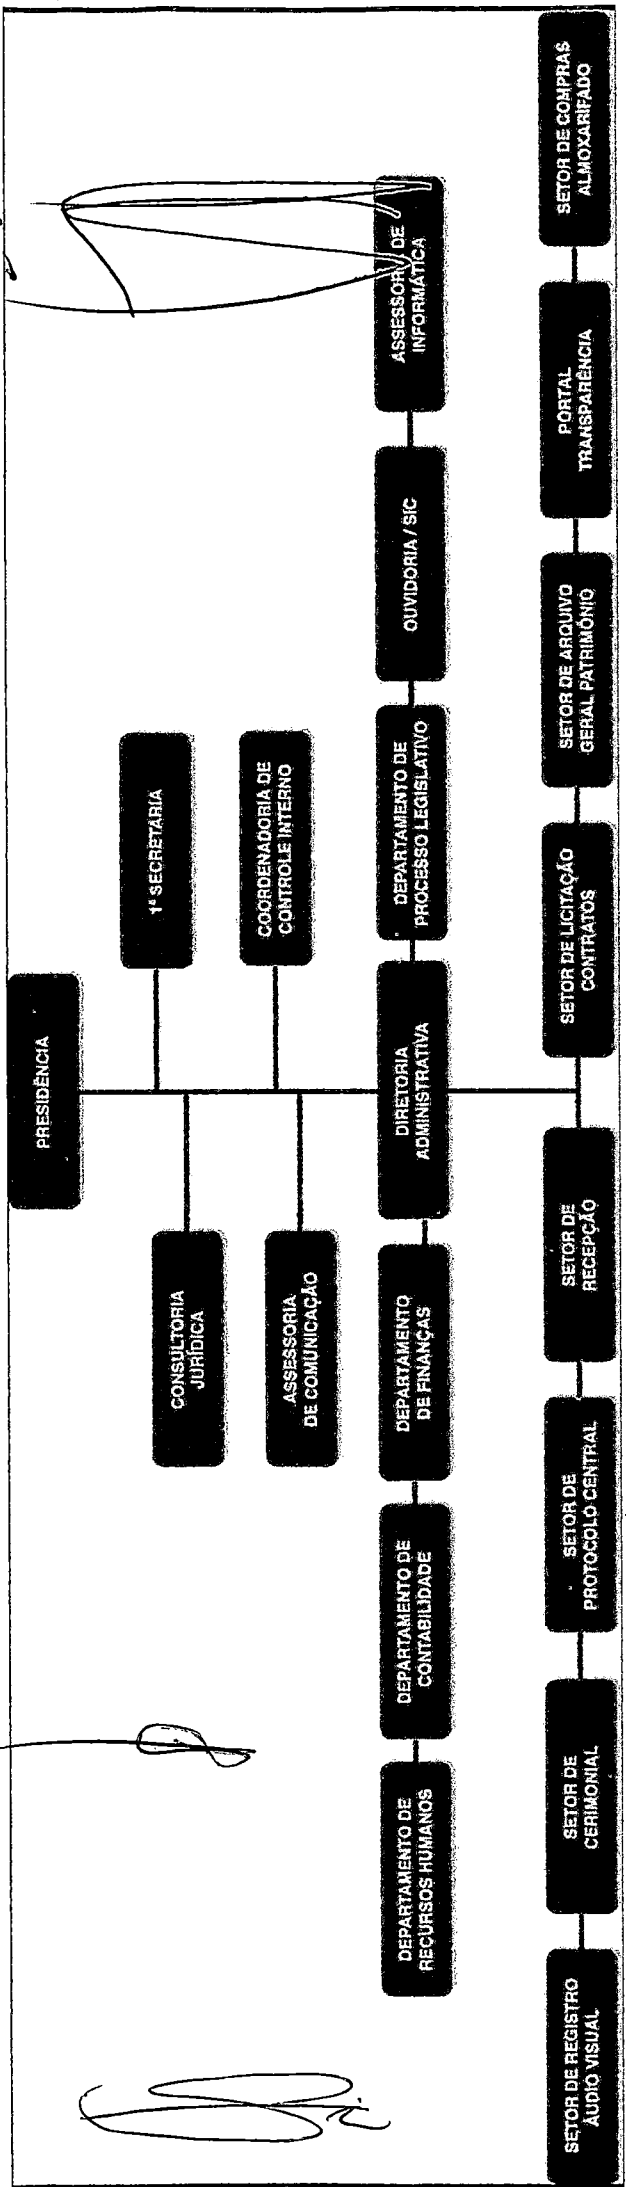 PRESIDÊNCIA
1ª SECRETARIA
CONSULTORIA
JURÍDICA
COORDENADORIA DE
CONTROLE INTERNO
ASSESSORIA
DE COMUNICAÇÃO
DEPARTAMENTO DE
RECURSOS HUMANOS
DEPARTAMENTO DE
CONTABILIDADE
DEPARTAMENTO
DE FINANÇAS
DIRETORIA
ADMINISTRATIVA
DEPARTAMENTO DE
PROCESSO LEGISLATIVO
OUVIDORIA / SIC
ASSESSORIA DE
INFORMÁTICA
SETOR DE REGISTRO
ÁUDIO VISUAL
SETOR DE
CERIMONIAL
SETOR DE
PROTOCOLO CENTRAL
SETOR DE
RECEPÇÃO
SETOR DE LICITAÇÃO
CONTRATOS
SETOR DE ARQUIVO
GERAL PATRIMÔNIO
PORTAL
TRANSPARÊNCIA
SETOR DE COMPRAS
ALMOXARIFADO